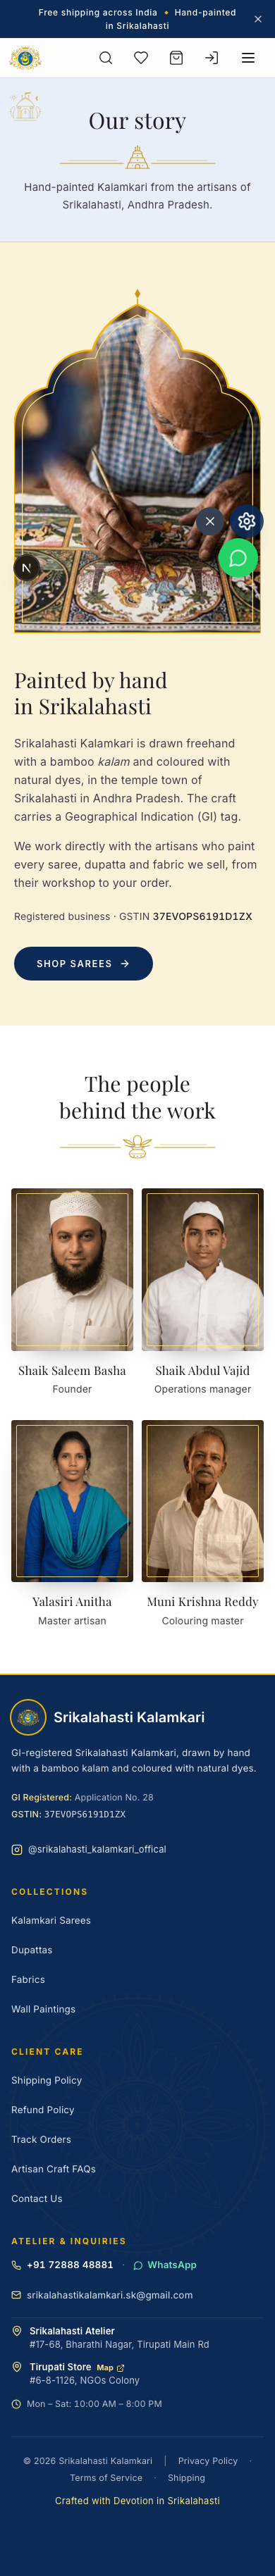 Free shipping across India • Hand-painted
in Srikalahasti
Our story
Hand-painted Kalamkari from the artisans of
Srikalahasti, Andhra Pradesh.
N
Painted by hand
in Srikalahasti
Srikalahasti Kalamkari is drawn freehand
with a bamboo kalam and coloured with
natural dyes, in the temple town of
Srikalahasti in Andhra Pradesh. The craft
carries a Geographical Indication (GI) tag.
We work directly with the artisans who paint
every saree, dupatta and fabric we sell, from
their workshop to your order.
Registered business · GSTIN 37EVOPS6191D1ZX
SHOP SAREES →
The people
behind the work
Shaik Saleem Basha
Founder
Shaik Abdul Vajid
Operations manager
Yalasiri Anitha
Master artisan
Muni Krishna Reddy
Colouring master
Srikalahasti Kalamkari
GI-registered Srikalahasti Kalamkari, drawn by hand
with a bamboo kalam and coloured with natural dyes.
GI Registered: Application No. 28
GSTIN: 37EVOPS6191D1ZX
@srikalahasti_kalamkari_offical
COLLECTIONS
Kalamkari Sarees
Dupattas
Fabrics
Wall Paintings
CLIENT CARE
Shipping Policy
Refund Policy
Track Orders
Artisan Craft FAQs
Contact Us
ATELIER & INQUIRIES
+91 72888 48881 · WhatsApp
srikalahastikalamkari.sk@gmail.com
Srikalahasti Atelier
#17-68, Bharathi Nagar, Tirupati Main Rd
Tirupati Store Map
#6-8-1126, NGOs Colony
Mon – Sat: 10:00 AM – 8:00 PM
© 2026 Srikalahasti Kalamkari | Privacy Policy ·
Terms of Service · Shipping
Crafted with Devotion in Srikalahasti